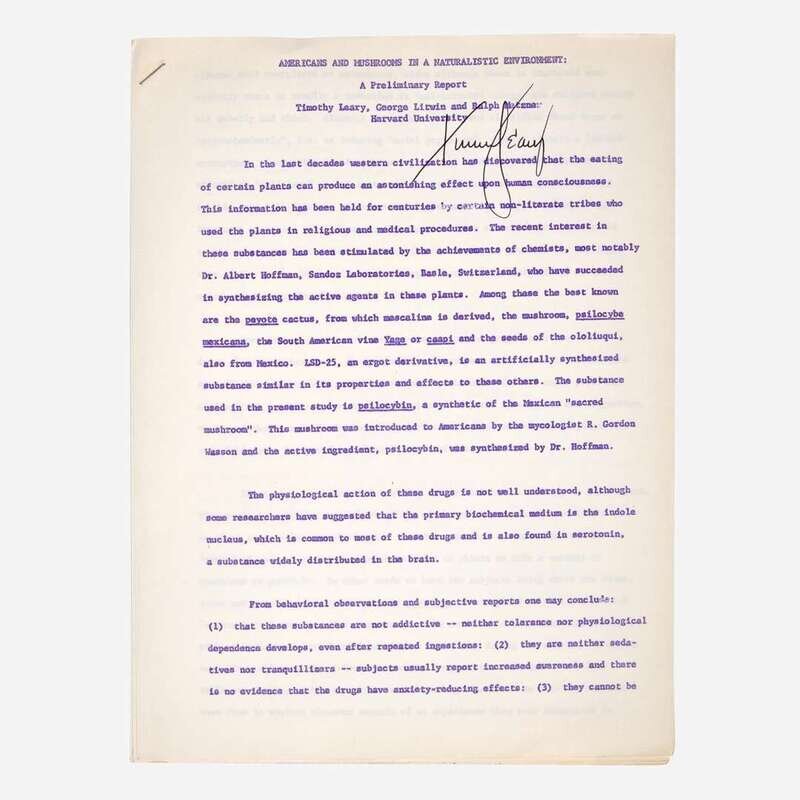 AMERICANS AND MUSHROOMS IN A NATURALISTIC ENVIRONMENT:
A Preliminary Report
Timothy Leary, George Litwin and Ralph Metzner
Harvard University
Timothy Leary
In the last decades western civilization has discovered that the eating
of certain plants can produce an astonishing effect upon human consciousness.
This information has been held for centuries by certain non-literate tribes who
used the plants in religious and medical procedures. The recent interest in
these substances has been stimulated by the achievements of chemists, most notably
Dr. Albert Hoffman, Sandoz Laboratories, Basle, Switzerland, who have succeeded
in synthesizing the active agents in these plants. Among these the best known
are the peyote cactus, from which mescaline is derived, the mushroom, psilocybe
mexicana, the South American vine Yage or caapi and the seeds of the ololiuqui,
also from Mexico. LSD-25, an ergot derivative, is an artificially synthesized
substance similar in its properties and effects to these others. The substance
used in the present study is psilocybin, a synthetic of the Mexican "sacred
mushroom". This mushroom was introduced to Americans by the mycologist R. Gordon
Wasson and the active ingredient, psilocybin, was synthesized by Dr. Hoffman.
The physiological action of these drugs is not well understood, although
some researchers have suggested that the primary biochemical medium is the indole
nucleus, which is common to most of these drugs and is also found in serotonin,
a substance widely distributed in the brain.
From behavioral observations and subjective reports one may conclude:
(1) that these substances are not addictive -- neither tolerance nor physiological
dependence develops, even after repeated ingestions: (2) they are neither seda-
tives nor tranquillizers -- subjects usually report increased awareness and there
is no evidence that the drugs have anxiety-reducing effects: (3) they cannot be